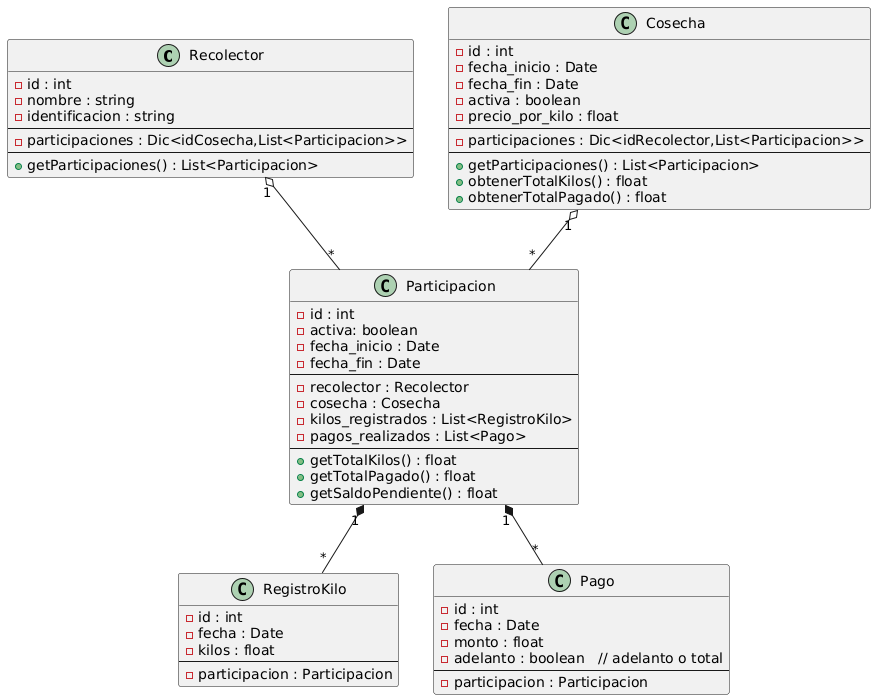 C Recolector
id : int
nombre : string
identificacion : string
participaciones : Dic<idCosecha,List<Participacion>>
getParticipaciones() : List<Participacion>
C Cosecha
id : int
fecha_inicio : Date
fecha_fin : Date
activa : boolean
precio_por_kilo : float
participaciones : Dic<idRecolector,List<Participacion>>
getParticipaciones() : List<Participacion>
obtenerTotalKilos() : float
obtenerTotalPagado() : float
1
*
1
*
C Participacion
id : int
activa: boolean
fecha_inicio : Date
fecha_fin : Date
recolector : Recolector
cosecha : Cosecha
kilos_registrados : List<RegistroKilo>
pagos_realizados : List<Pago>
getTotalKilos() : float
getTotalPagado() : float
getSaldoPendiente() : float
1
*
1
*
C RegistroKilo
id : int
fecha : Date
kilos : float
participacion : Participacion
C Pago
id : int
fecha : Date
monto : float
adelanto : boolean   // adelanto o total
participacion : Participacion